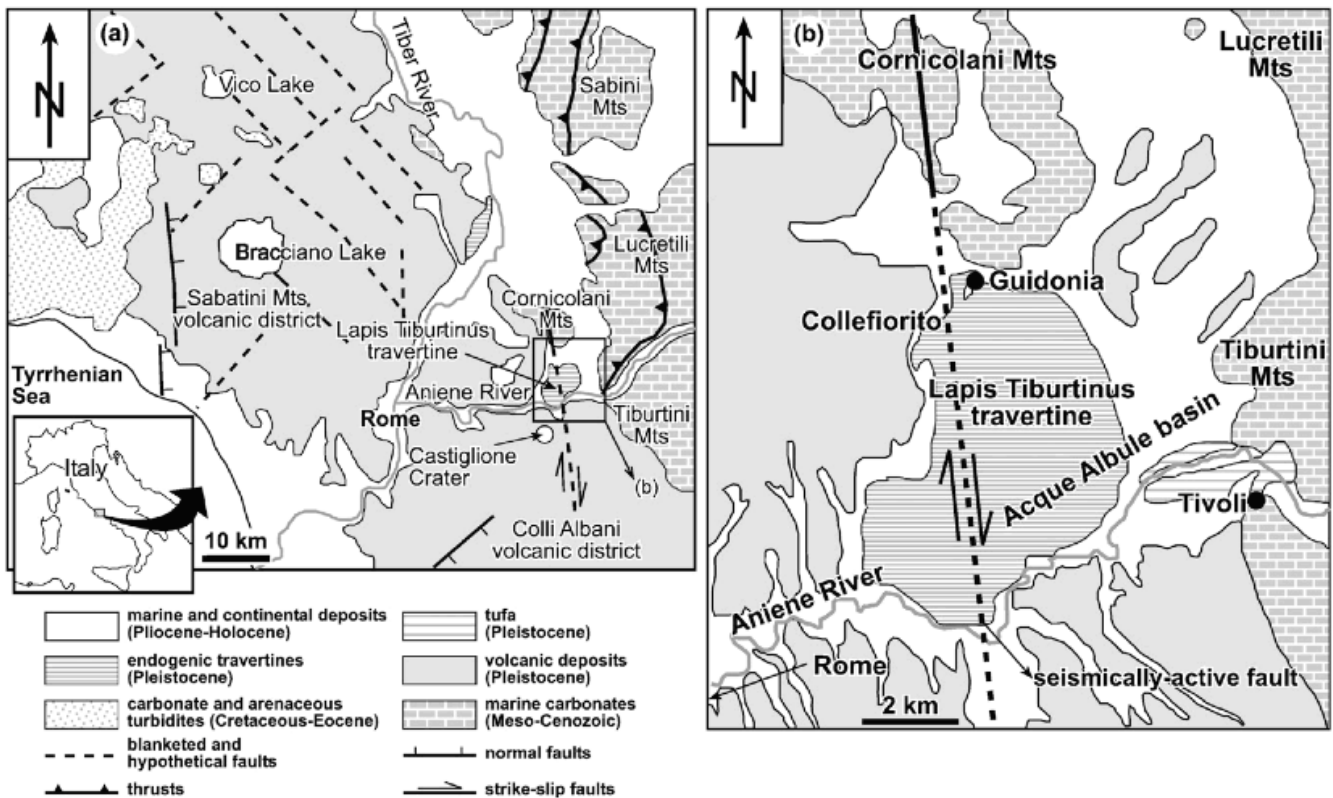 (a)
N
Vico Lake
Tiber River
Sabini
Mts
Bracciano Lake
Sabatini Mts
volcanic district
Lucretili
Mts
Cornicolani
Mts
Lapis Tiburtinus
travertine
Tyrrhenian
Sea
Aniene River
Rome
Tiburtini
Mts
Castiglione
Crater
(b)
Italy
10 km
Colli Albani
volcanic district
(b)
N
Cornicolani Mts
Lucretili
Mts
Guidonia
Collefiorito
Tiburtini
Mts
Lapis Tiburtinus
travertine
Acque Albule basin
Tivoli
Aniene River
Rome
seismically-active fault
2 km
marine and continental deposits
(Pliocene-Holocene)
endogenic travertines
(Pleistocene)
carbonate and arenaceous
turbidites (Cretaceous-Eocene)
blanketed and
hypothetical faults
thrusts
tufa
(Pleistocene)
volcanic deposits
(Pleistocene)
marine carbonates
(Meso-Cenozoic)
normal faults
strike-slip faults